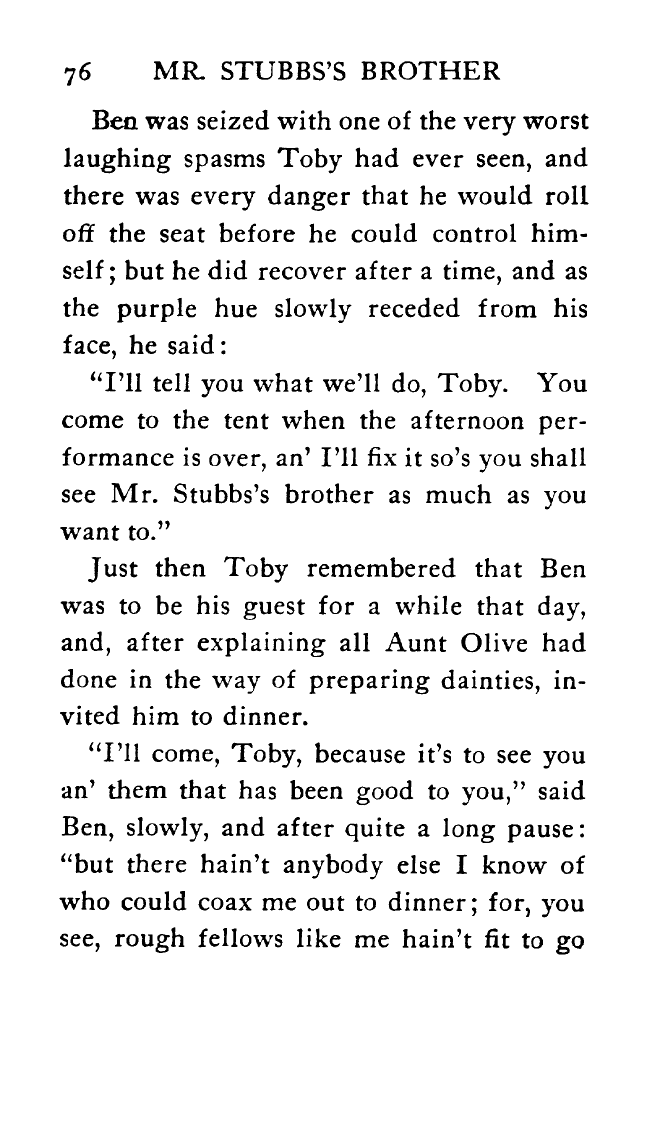 76 MR. STUBBS'S BROTHER
Ben was seized with one of the very worst
laughing spasms Toby had ever seen, and
there was every danger that he would roll
off the seat before he could control him-
self; but he did recover after a time, and as
the purple hue slowly receded from his
face, he said:
“I’ll tell you what we’ll do, Toby. You
come to the tent when the afternoon per-
formance is over, an’ I’ll fix it so’s you shall
see Mr. Stubbs’s brother as much as you
want to.”
Just then Toby remembered that Ben
was to be his guest for a while that day,
and, after explaining all Aunt Olive had
done in the way of preparing dainties, in-
vited him to dinner.
“I’ll come, Toby, because it’s to see you
an’ them that has been good to you,” said
Ben, slowly, and after quite a long pause:
“but there hain’t anybody else I know of
who could coax me out to dinner; for, you
see, rough fellows like me hain’t fit to go